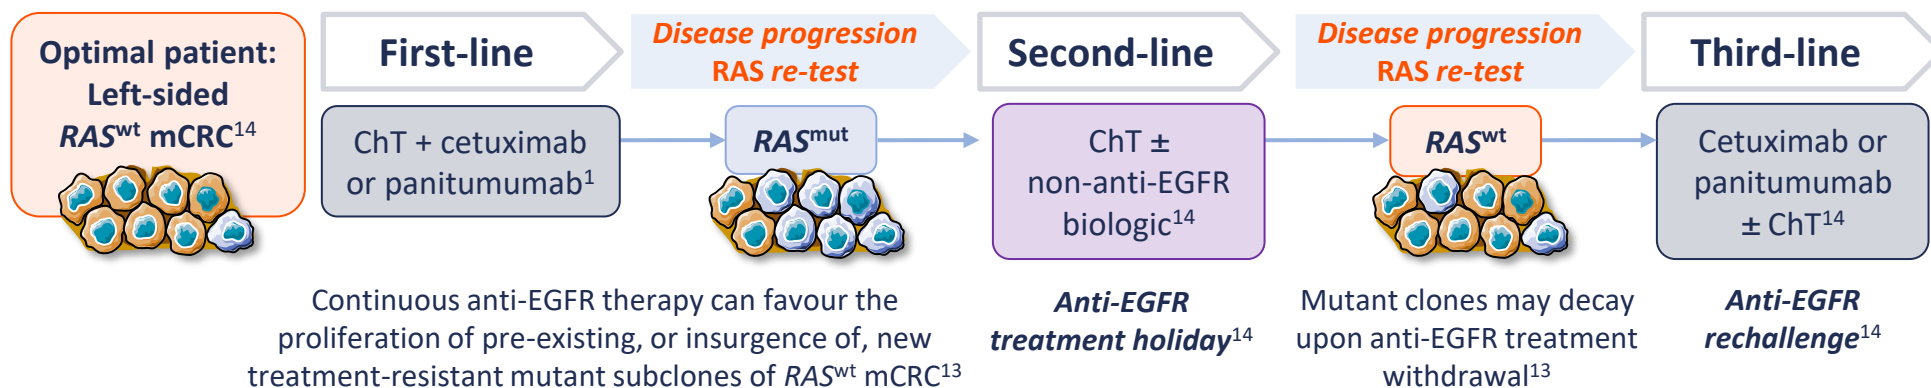 Optimal patient:
Left-sided
RASwt mCRC14
First-line
Disease progression
RAS re-test
Second-line
Disease progression
RAS re-test
Third-line
ChT + cetuximab
or panitumumab1
RASmut
ChT ±
non-anti-EGFR
biologic14
RASwt
Cetuximab or
panitumumab
± ChT14
Continuous anti-EGFR therapy can favour the
proliferation of pre-existing, or insurgence of, new
treatment-resistant mutant subclones of RASwt mCRC13
Anti-EGFR
treatment holiday14
Mutant clones may decay
upon anti-EGFR treatment
withdrawal13
Anti-EGFR
rechallenge14